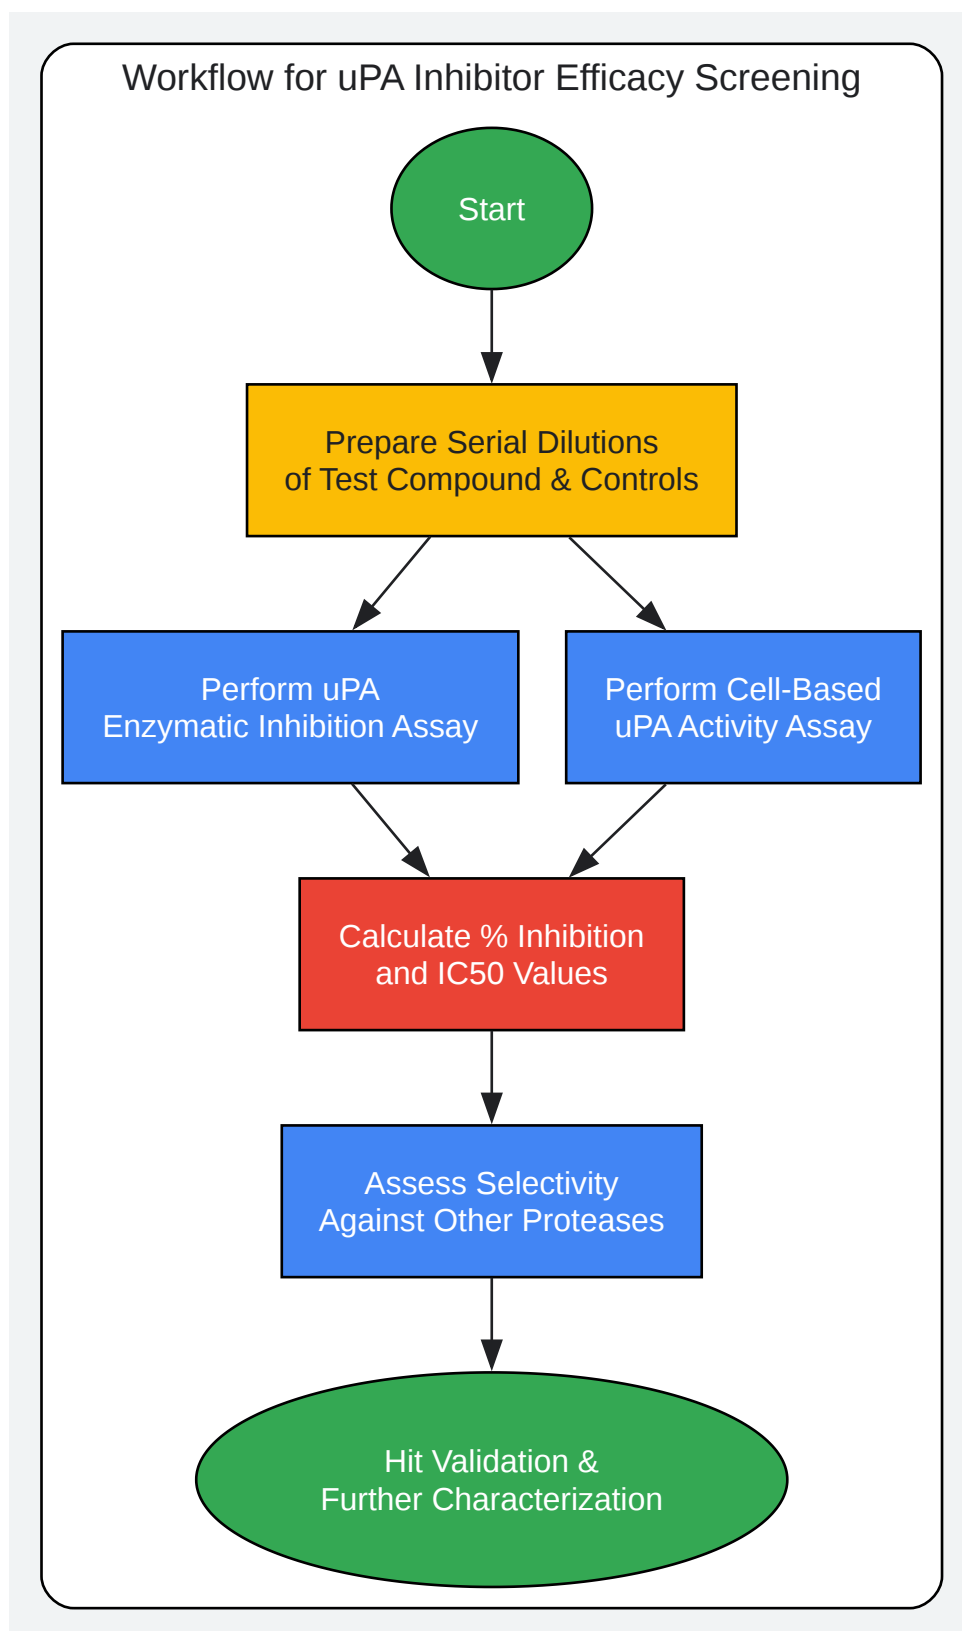 Workflow for uPA Inhibitor Efficacy Screening
Start
Prepare Serial Dilutions
of Test Compound & Controls
Perform uPA
Enzymatic Inhibition Assay
Perform Cell-Based
uPA Activity Assay
Calculate % Inhibition
and IC50 Values
Assess Selectivity
Against Other Proteases
Hit Validation &
Further Characterization